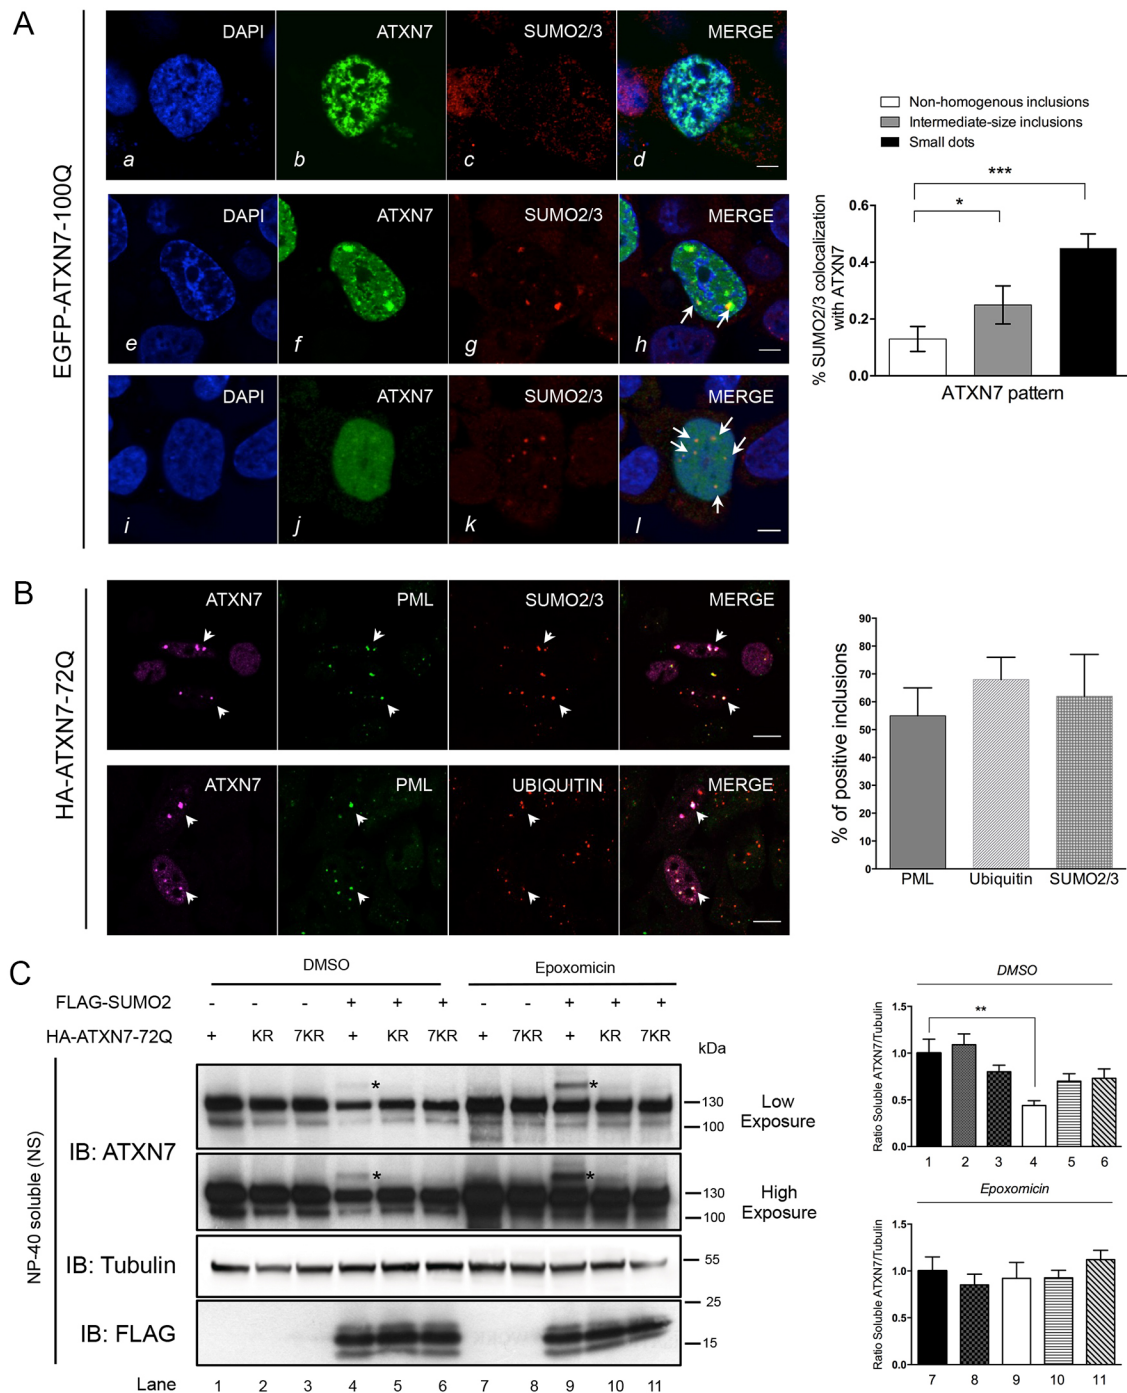 A
EGFP-ATXN7-100Q
DAPI ATXN7 SUMO2/3 MERGE
a b c d
DAPI ATXN7 SUMO2/3 MERGE
e f g h
DAPI ATXN7 SUMO2/3 MERGE
i j k l
Non-homogenous inclusions
Intermediate-size inclusions
Small dots
***
*
% SUMO2/3 colocalization
with ATXN7
0.6
0.4
0.2
0.0
ATXN7 pattern
B
HA-ATXN7-72Q
ATXN7 PML SUMO2/3 MERGE
ATXN7 PML UBIQUITIN MERGE
% of positive inclusions
90
80
70
60
50
40
30
20
10
0
PML Ubiquitin SUMO2/3
C
DMSO Epoxomicin
FLAG-SUMO2 - - - + + + - - + + +
HA-ATXN7-72Q + KR 7KR + KR 7KR + 7KR + KR 7KR
kDa
NP-40 soluble (NS)
IB: ATXN7
* *
130
100
Low
Exposure
* *
130
100
High
Exposure
IB: Tubulin
55
IB: FLAG
25
15
Lane 1 2 3 4 5 6 7 8 9 10 11
DMSO
Ratio Soluble ATXN7/Tubulin
1.5
1.0
0.5
0.0
**
1 2 3 4 5 6
Epoxomicin
Ratio Soluble ATXN7/Tubulin
1.5
1.0
0.5
0.0
7 8 9 10 11